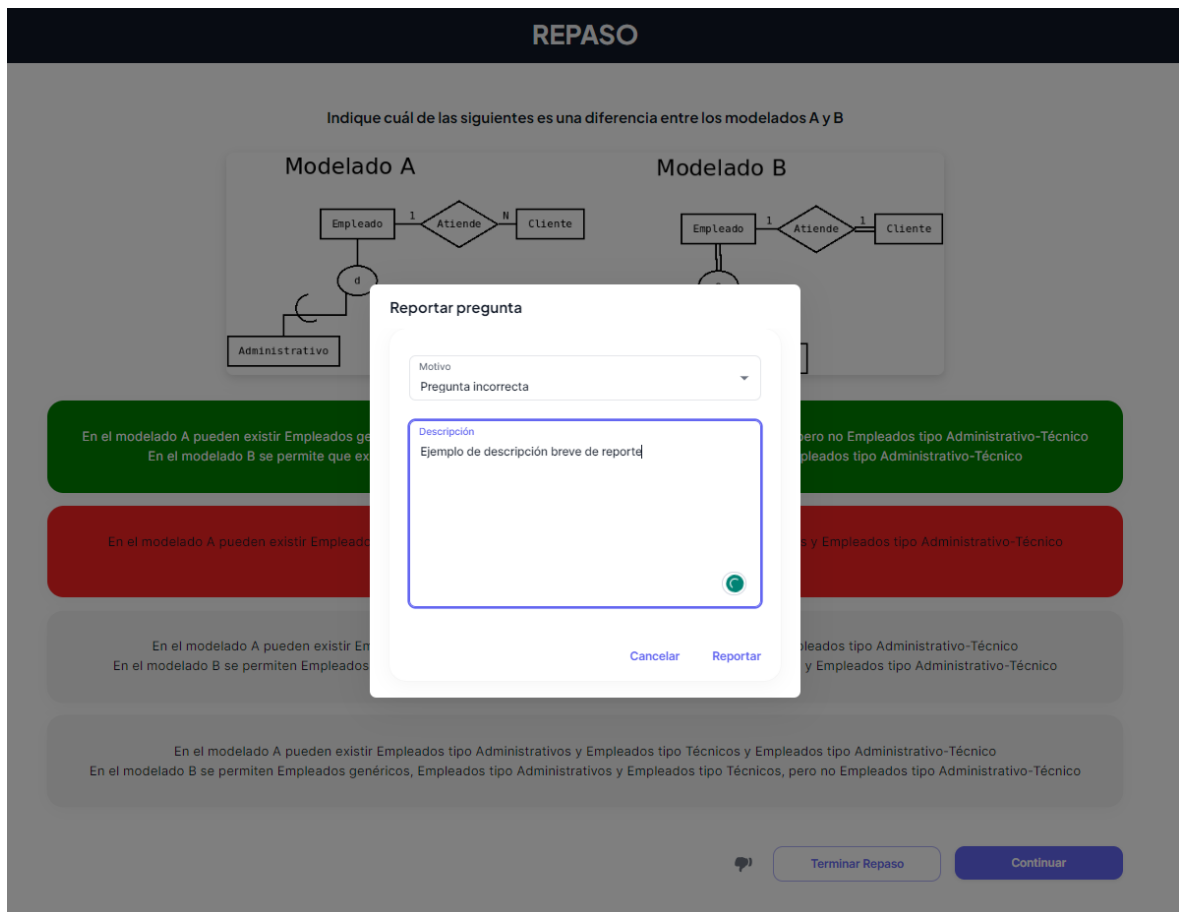 REPASO
Indique cuál de las siguientes es una diferencia entre los modelados A y B
Modelado A
Modelado B
Empleado
1
Atiende
N
Cliente
Empleado
1
Atiende
1
Cliente
d
Administrativo
Reportar pregunta
Motivo
Pregunta incorrecta
Descripción
Ejemplo de descripción breve de reporte
Cancelar
Reportar
En el modelado A pueden existir Empleados pero no Empleados tipo Administrativo-Técnico
En el modelado B se permite que tipo Administrativo-Técnico
En el modelado A pueden existir y Empleados tipo Administrativo-Técnico
En el modelado A pueden existir tipo Administrativo-Técnico
En el modelado B se permiten Empleados y Empleados tipo Administrativo-Técnico
En el modelado A pueden existir Empleados tipo Administrativos y Empleados tipo Técnicos y Empleados tipo Administrativo-Técnico
En el modelado B se permiten Empleados genéricos, Empleados tipo Administrativos y Empleados tipo Técnicos, pero no Empleados tipo Administrativo-Técnico
Terminar Repaso
Continuar